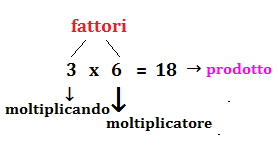 fattori
3 x 6 = 18 → prodotto
↓ ↓
moltiplicando
moltiplicatore